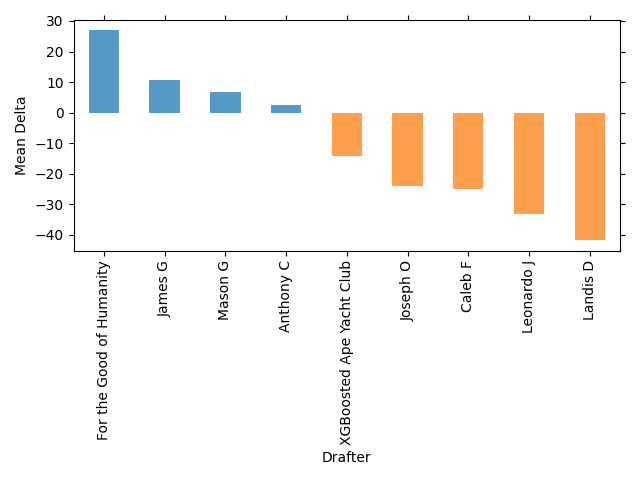 30
20
10
0
−10
−20
−30
−40
Mean Delta
For the Good of Humanity
James G
Mason G
Anthony C
XGBoosted Ape Yacht Club
Joseph O
Caleb F
Leonardo J
Landis D
Drafter